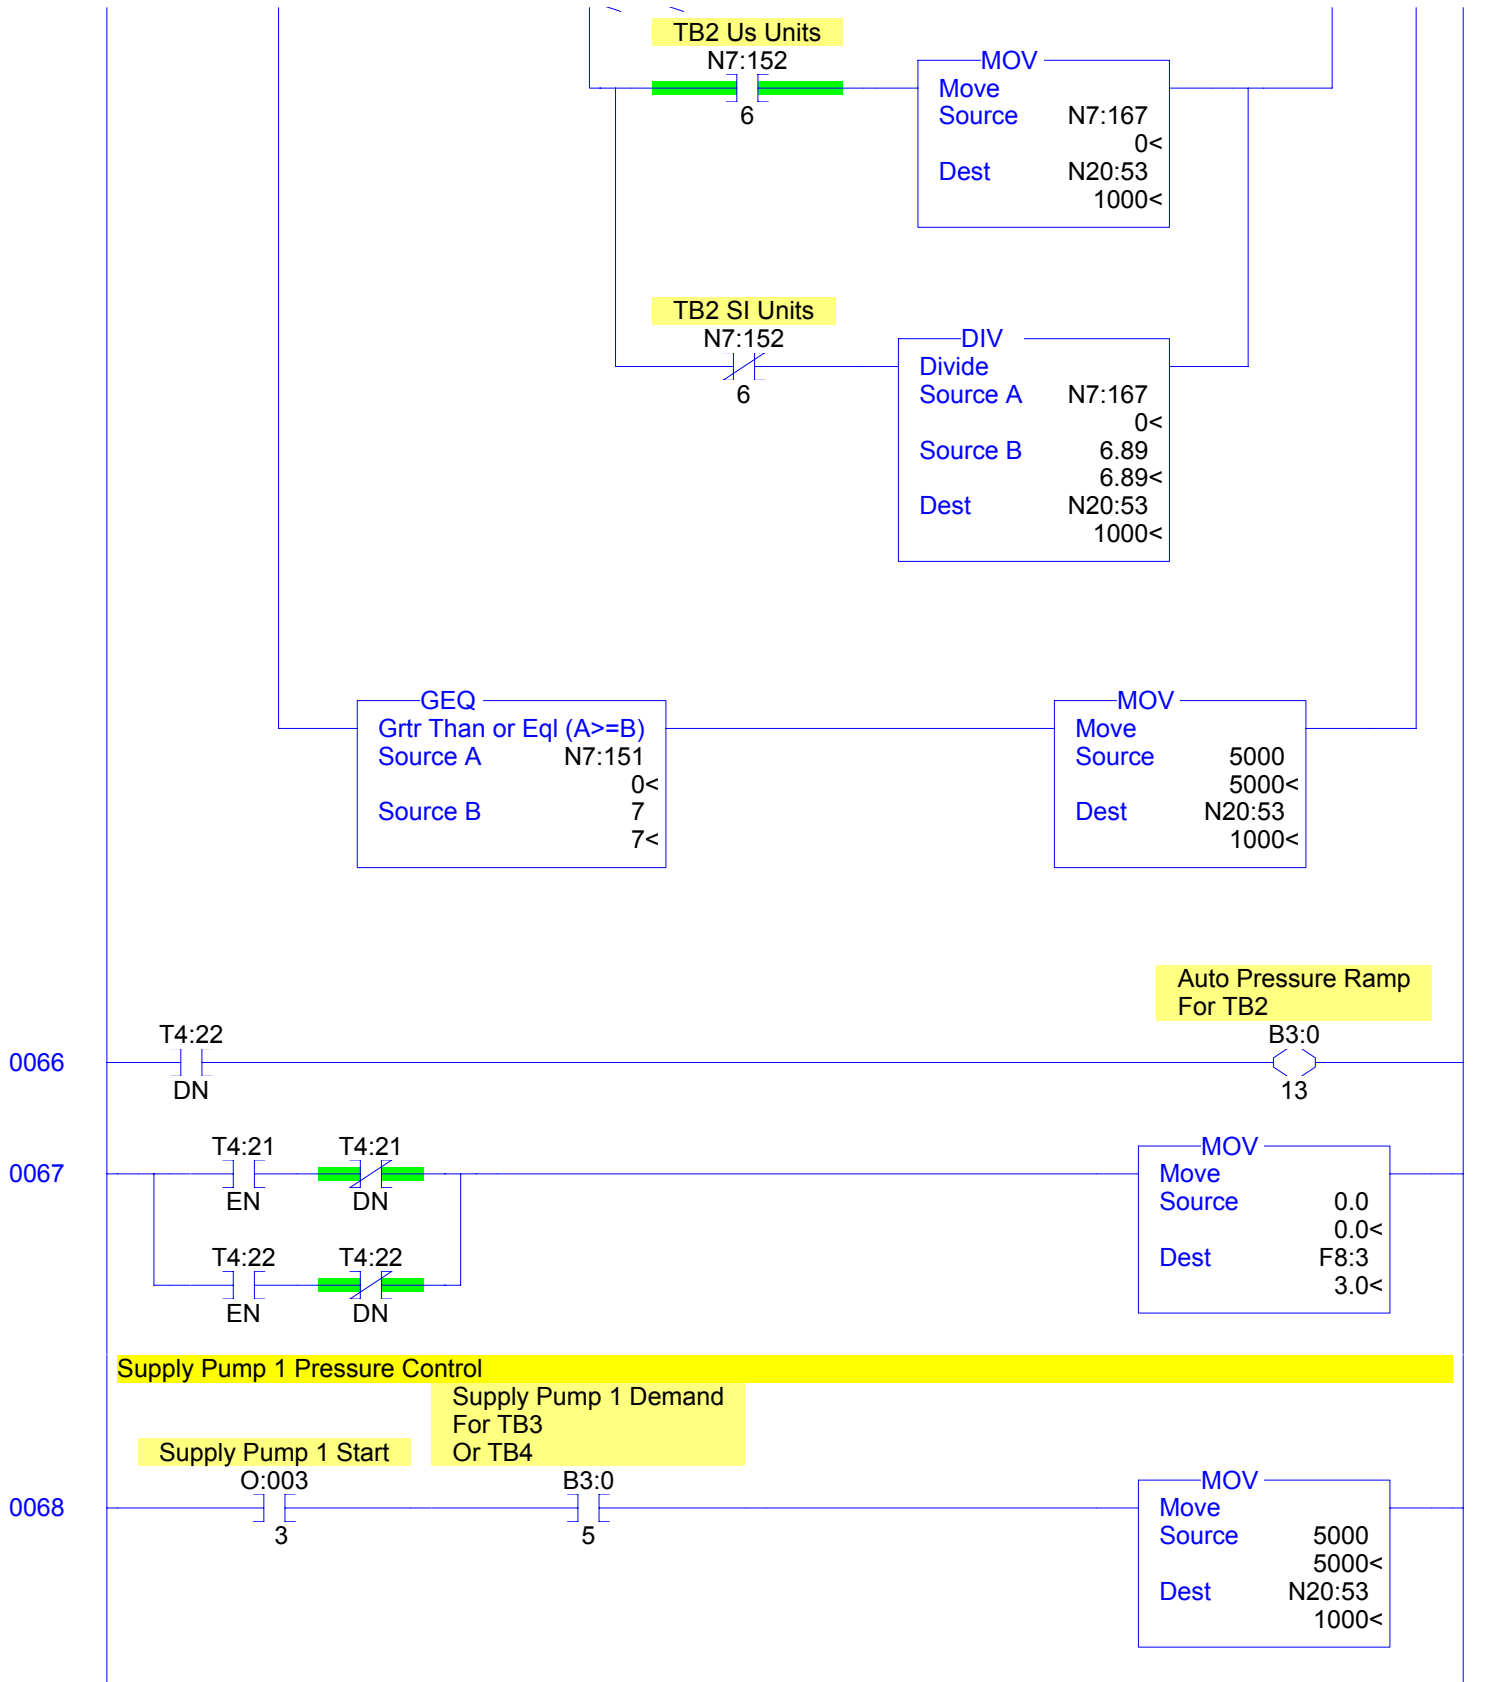 TB2 Us Units
N7:152
6
MOV
Move
Source N7:167
0<
Dest N20:53
1000<
TB2 SI Units
N7:152
6
DIV
Divide
Source A N7:167
0<
Source B 6.89
6.89<
Dest N20:53
1000<
GEQ
Grtr Than or Eql (A>=B)
Source A N7:151
0<
Source B 7
7<
MOV
Move
Source 5000
5000<
Dest N20:53
1000<
0066
T4:22
DN
Auto Pressure Ramp
For TB2
B3:0
13
0067
T4:21
EN
T4:21
DN
T4:22
EN
T4:22
DN
MOV
Move
Source 0.0
0.0<
Dest F8:3
3.0<
Supply Pump 1 Pressure Control
0068
Supply Pump 1 Start
O:003
3
Supply Pump 1 Demand
For TB3
Or TB4
B3:0
5
MOV
Move
Source 5000
5000<
Dest N20:53
1000<